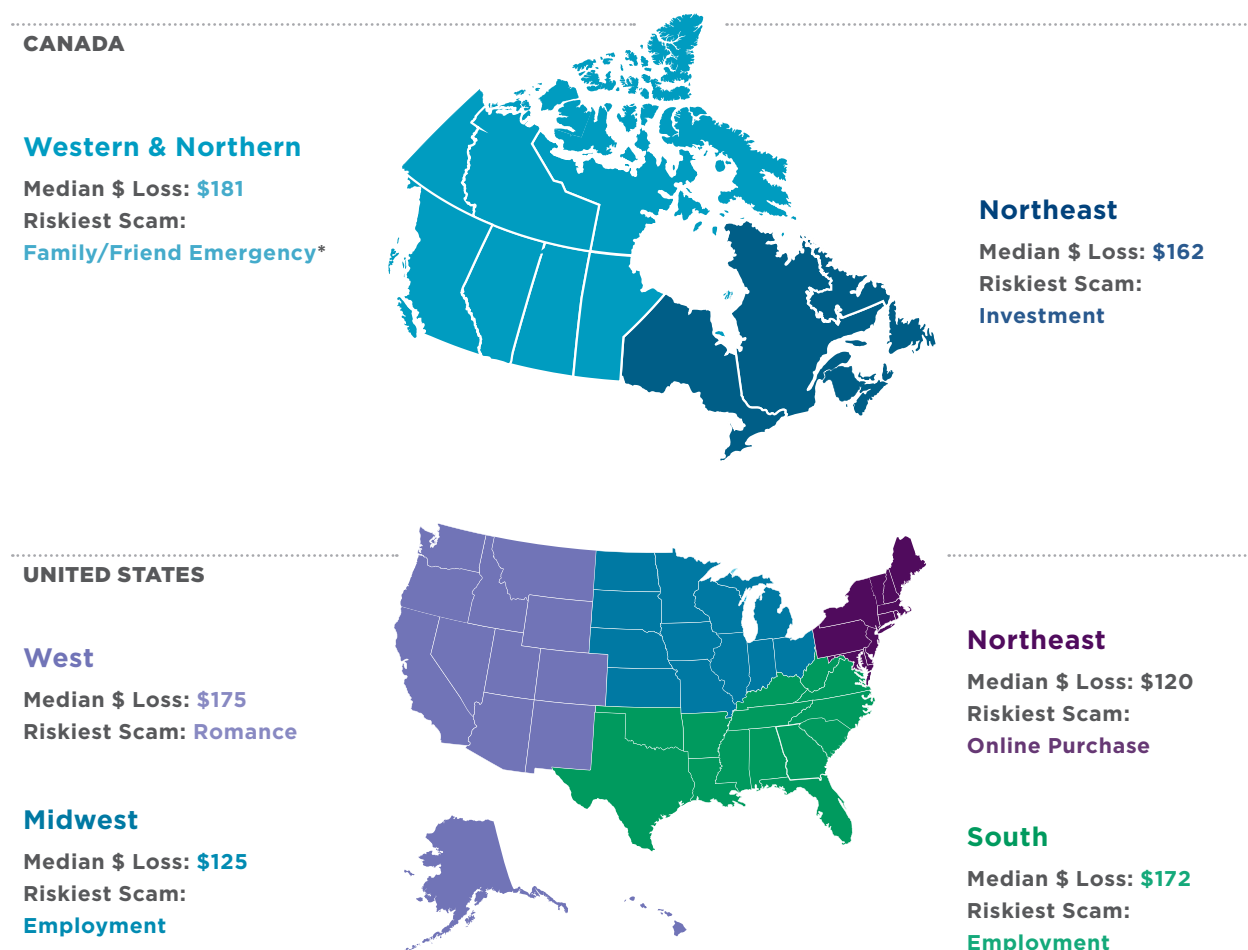 CANADA
Western & Northern
Median $ Loss: $181
Riskiest Scam:
Family/Friend Emergency*
Northeast
Median $ Loss: $162
Riskiest Scam:
Investment
UNITED STATES
West
Median $ Loss: $175
Riskiest Scam: Romance
Midwest
Median $ Loss: $125
Riskiest Scam:
Employment
Northeast
Median $ Loss: $120
Riskiest Scam:
Online Purchase
South
Median $ Loss: $172
Riskiest Scam:
Employment